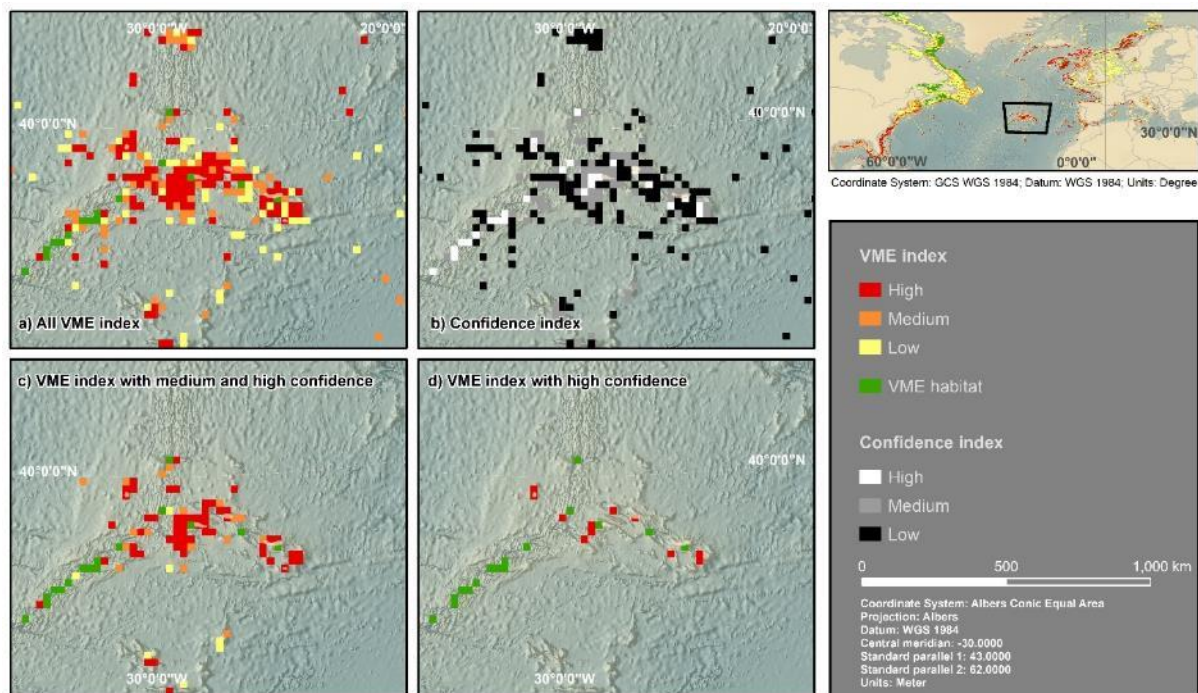 30°0'0"W
20°0'0"W
40°0'0"N
a) All VME index
30°0'0"W
20°0'0"W
40°0'0"N
b) Confidence index
30°0'0"N
60°0'0"W
0°0'0"
Coordinate System: GCS WGS 1984; Datum: WGS 1984; Units: Degree
c) VME index with medium and high confidence
40°0'0"N
30°0'0"W
d) VME index with high confidence
40°0'0"N
30°0'0"W
VME index
High
Medium
Low
VME habitat
Confidence index
High
Medium
Low
0 500 1,000 km
Coordinate System: Albers Conic Equal Area
Projection: Albers
Datum: WGS 1984
Central meridian: -30.0000
Standard parallel 1: 43.0000
Standard parallel 2: 62.0000
Units: Meter